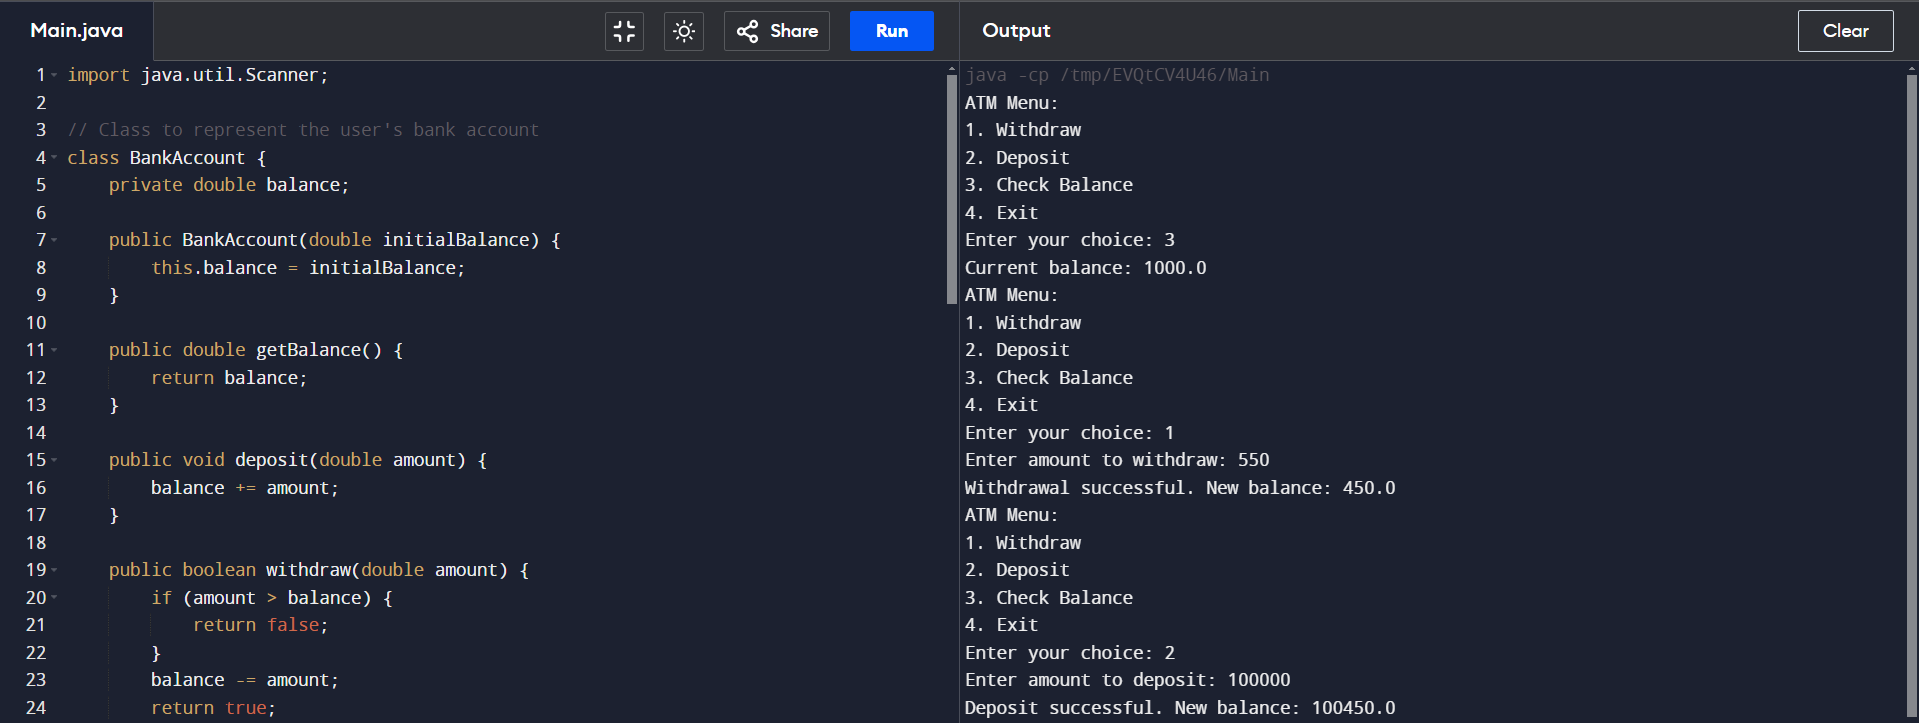 Main.java
Share
Run
Output
Clear
1 import java.util.Scanner;
2
3 // Class to represent the user's bank account
4 class BankAccount {
5     private double balance;
6
7     public BankAccount(double initialBalance) {
8         this.balance = initialBalance;
9     }
10
11     public double getBalance() {
12         return balance;
13     }
14
15     public void deposit(double amount) {
16         balance += amount;
17     }
18
19     public boolean withdraw(double amount) {
20         if (amount > balance) {
21             return false;
22         }
23         balance -= amount;
24         return true;
java -cp /tmp/EVQtCV4U46/Main
ATM Menu:
1. Withdraw
2. Deposit
3. Check Balance
4. Exit
Enter your choice: 3
Current balance: 1000.0
ATM Menu:
1. Withdraw
2. Deposit
3. Check Balance
4. Exit
Enter your choice: 1
Enter amount to withdraw: 550
Withdrawal successful. New balance: 450.0
ATM Menu:
1. Withdraw
2. Deposit
3. Check Balance
4. Exit
Enter your choice: 2
Enter amount to deposit: 100000
Deposit successful. New balance: 100450.0